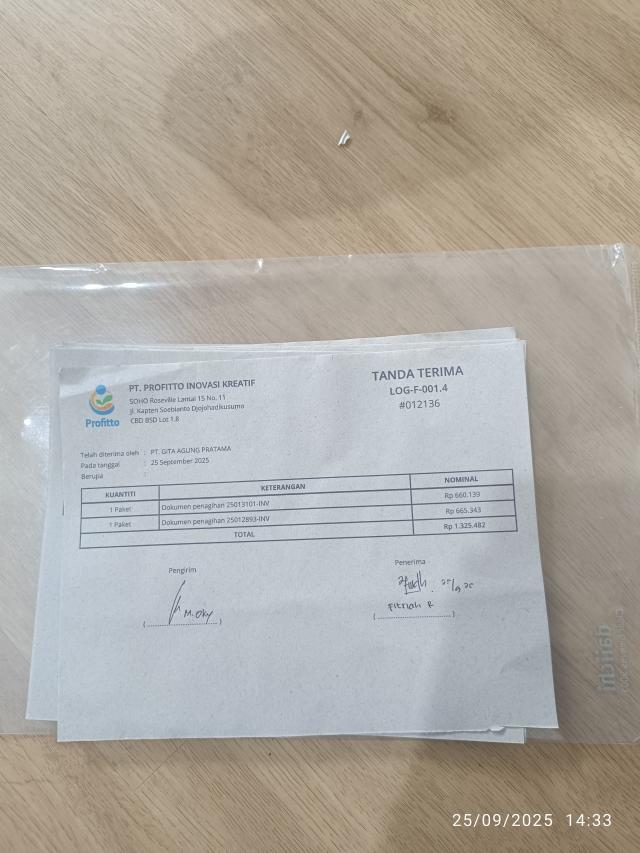 PT. PROFITTO INOVASI KREATIF
SOHO Roseville Lantai 15 No. 11
Jl. Kapten Soebianto Djojohadikusumo
CBD BSD Lot 1.8
Profitto
TANDA TERIMA
LOG-F-001.4
#012136
Telah diterima oleh : PT. GITA AGUNG PRATAMA
Pada tanggal : 25 September 2025
Berupa :
KUANTITI KETERANGAN NOMINAL
1 Paket Dokumen penagihan 25013101-INV Rp 660.139
1 Paket Dokumen penagihan 25012893-INV Rp 665.343
TOTAL Rp 1.325.482
Pengirim
M. Oky
Penerima
Fitriah R
25/09/2025 14:33